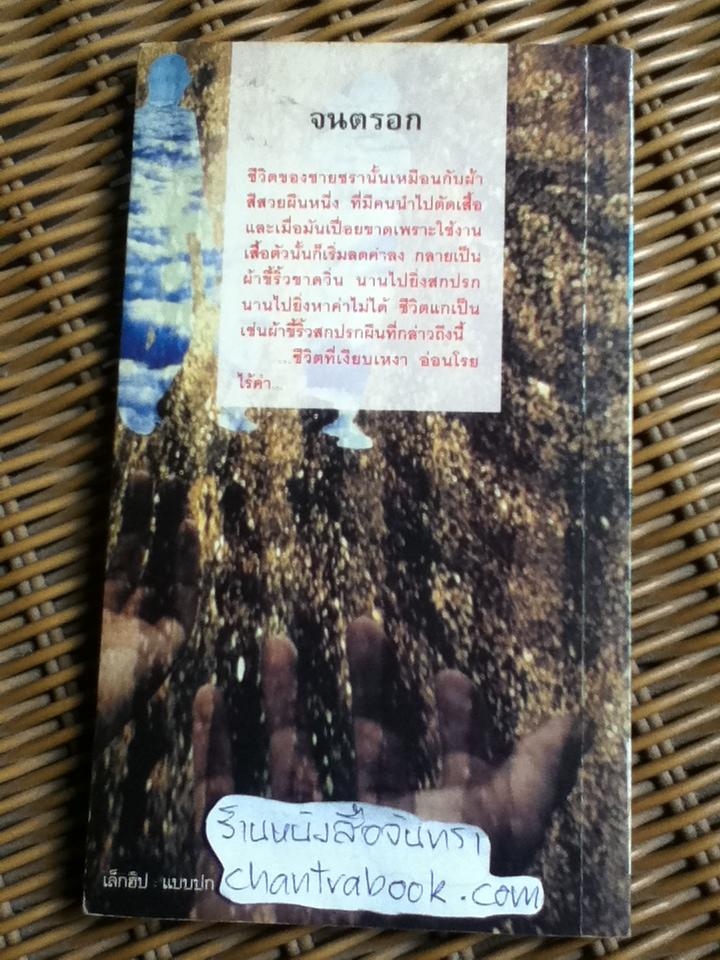 จนตรอก
ชีวิตของชายชรานั้นเหมือนกับผ้า
สีสวยผืนหนึ่ง ที่มีคนนำไปตัดเสื้อ
และเมื่อมันเปื่อยขาดเพราะใช้งาน
เสื้อตัวนั้นก็เริ่มลดค่าลง กลายเป็น
ผ้าขี้ริ้วขาดวิ่น นานไปยิ่งสกปรก
นานไปยิ่งหาค่าไม่ได้ ชีวิตแกเป็น
เช่นผ้าขี้ริ้วสกปรกผืนที่กล่าวถึงนี้
...ชีวิตที่เงียบเหงา อ่อนโรย
ไร้ค่า...
ร้านหนังสือจันทรา
เล็กฮิป : แบบปก chantrabook.com